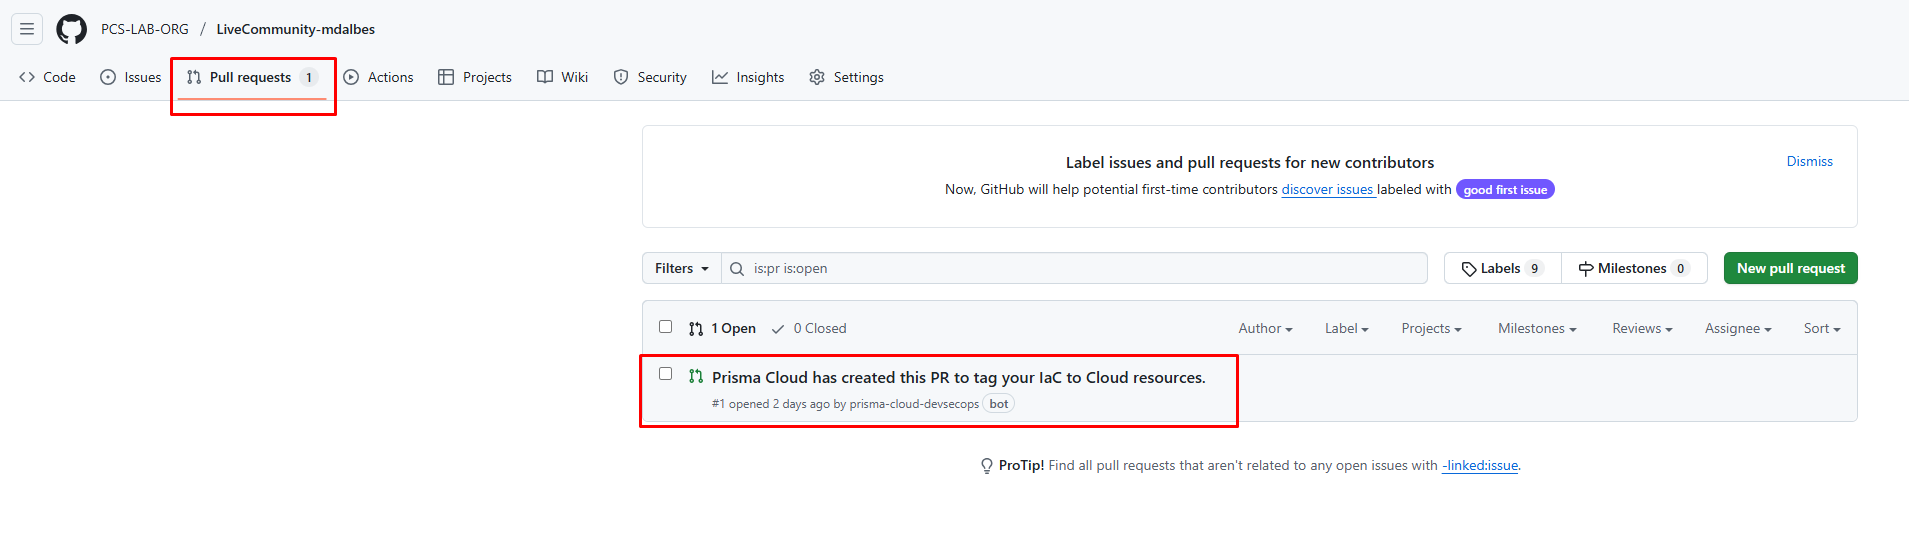 PCS-LAB-ORG / LiveCommunity-mdalbes
Code Issues Pull requests 1 Actions Projects Wiki Security Insights Settings
Label issues and pull requests for new contributors Dismiss
Now, GitHub will help potential first-time contributors discover issues labeled with good first issue
Filters is:pr is:open Labels 9 Milestones 0 New pull request
1 Open 0 Closed Author Label Projects Milestones Reviews Assignee Sort
Prisma Cloud has created this PR to tag your IaC to Cloud resources.
#1 opened 2 days ago by prisma-cloud-devsecops bot
ProTip! Find all pull requests that aren't related to any open issues with -linked:issue.